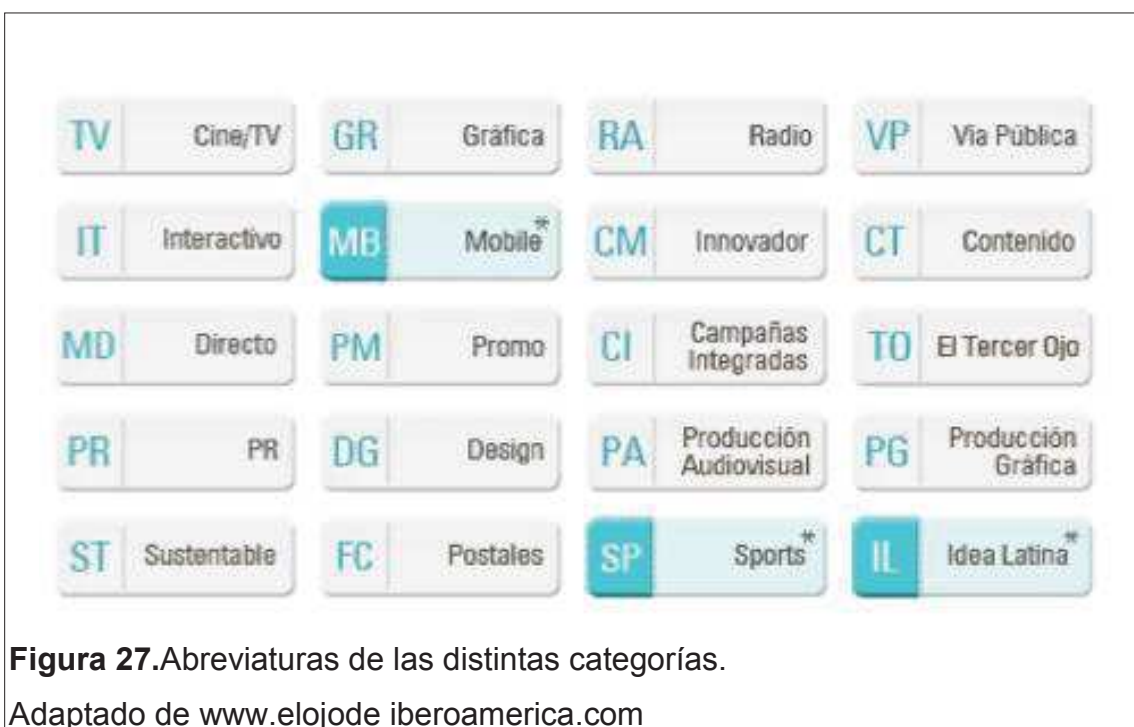 TV Cine/TV GR Gráfica RA Radio VP Vía Pública
IT Interactivo MB Mobile* CM Innovador CT Contenido
MD Directo PM Promo CI Campañas Integradas TO El Tercer Ojo
PR PR DG Design PA Producción Audiovisual PG Producción Gráfica
ST Sustentable FC Postales SP Sports* IL Idea Latina*
Figura 27.Abreviaturas de las distintas categorías.
Adaptado de www.elojode iberoamerica.com